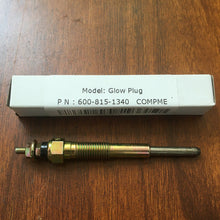 Model: Glow Plug
P N : 600-815-1340 COMPME